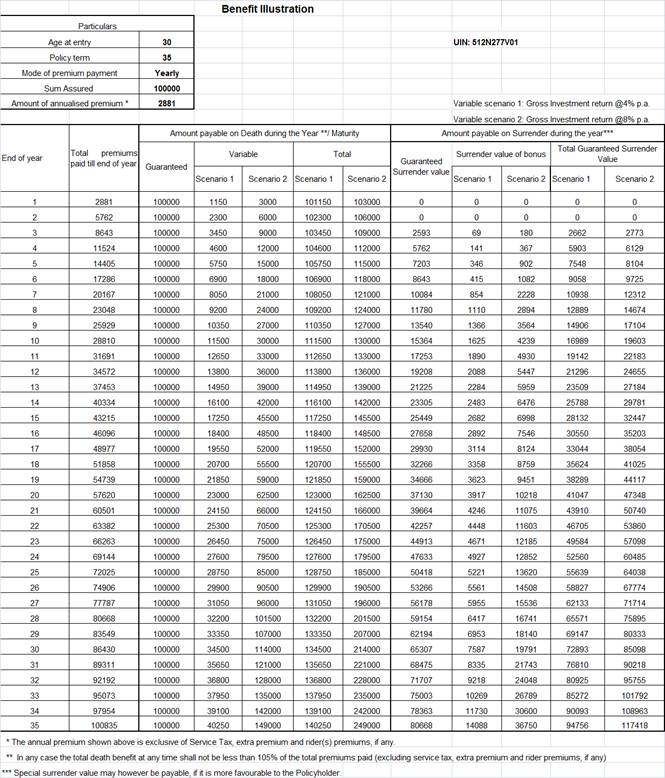 Benefit Illustration
Particulars
Age at entry 30
UIN: 512N277V01
Policy term 35
Mode of premium payment Yearly
Sum Assured 100000
Amount of annualised premium * 2881
Variable scenario 1: Gross Investment return @4% p.a.
Variable scenario 2: Gross Investment return @8% p.a.
End of year
Total premiums paid till end of year
Amount payable on Death during the Year **/ Maturity
Amount payable on Surrender during the year***
Guaranteed
Variable
Total
Guaranteed Surrender value
Surrender value of bonus
Total Guaranteed Surrender Value
Scenario 1 Scenario 2 Scenario 1 Scenario 2 Scenario 1 Scenario 2 Scenario 1 Scenario 2
1 2881 100000 1150 3000 101150 103000 0 0 0 0 0
2 5762 100000 2300 6000 102300 106000 0 0 0 0 0
3 8643 100000 3450 9000 103450 109000 2593 69 180 2662 2773
4 11524 100000 4600 12000 104600 112000 5762 141 367 5903 6129
5 14405 100000 5750 15000 105750 115000 7203 346 902 7548 8104
6 17286 100000 6900 18000 106900 118000 8643 415 1082 9058 9725
7 20167 100000 8050 21000 108050 121000 10084 854 2228 10938 12312
8 23048 100000 9200 24000 109200 124000 11780 1110 2894 12889 14674
9 25929 100000 10350 27000 110350 127000 13540 1366 3564 14906 17104
10 28810 100000 11500 30000 111500 130000 15364 1625 4239 16989 19603
11 31691 100000 12650 33000 112650 133000 17253 1890 4930 19142 22183
12 34572 100000 13800 36000 113800 136000 19208 2088 5447 21296 24655
13 37453 100000 14950 39000 114950 139000 21225 2284 5959 23509 27184
14 40334 100000 16100 42000 116100 142000 23305 2483 6476 25788 29781
15 43215 100000 17250 45500 117250 145500 25449 2682 6998 28132 32447
16 46096 100000 18400 48500 118400 148500 27658 2892 7546 30550 35203
17 48977 100000 19550 52000 119550 152000 29930 3114 8124 33044 38054
18 51858 100000 20700 55500 120700 155500 32266 3358 8759 35624 41025
19 54739 100000 21850 59000 121850 159000 34666 3623 9451 38289 44117
20 57620 100000 23000 62500 123000 162500 37130 3917 10218 41047 47348
21 60501 100000 24150 66000 124150 166000 39664 4246 11075 43910 50740
22 63382 100000 25300 70500 125300 170500 42257 4448 11603 46705 53860
23 66263 100000 26450 75000 126450 175000 44913 4671 12185 49584 57098
24 69144 100000 27600 79500 127600 179500 47633 4927 12852 52560 60485
25 72025 100000 28750 85000 128750 185000 50418 5221 13620 55639 64038
26 74906 100000 29900 90500 129900 190500 53266 5561 14508 58827 67774
27 77787 100000 31050 96000 131050 196000 56178 5955 15536 62133 71714
28 80668 100000 32200 101500 132200 201500 59154 6417 16741 65571 75895
29 83549 100000 33350 107000 133350 207000 62194 6953 18140 69147 80333
30 86430 100000 34500 114000 134500 214000 65307 7587 19791 72893 85098
31 89311 100000 35650 121000 135650 221000 68475 8335 21743 76810 90218
32 92192 100000 36800 128000 136800 228000 71707 9218 24048 80925 95755
33 95073 100000 37950 135000 137950 235000 75003 10269 26789 85272 101792
34 97954 100000 39100 142000 139100 242000 78363 11730 30600 90093 108963
35 100835 100000 40250 149000 140250 249000 80668 14088 36750 94756 117418
* The annual premium shown above is exclusive of Service Tax, extra premium and rider(s) premiums, if any.
** In any case the total death benefit at any time shall not be less than 105% of the total premiums paid (excluding service tax, extra premium and rider premiums, if any)
*** Special surrender value may however be payable, if it is more favourable to the Policyholder.